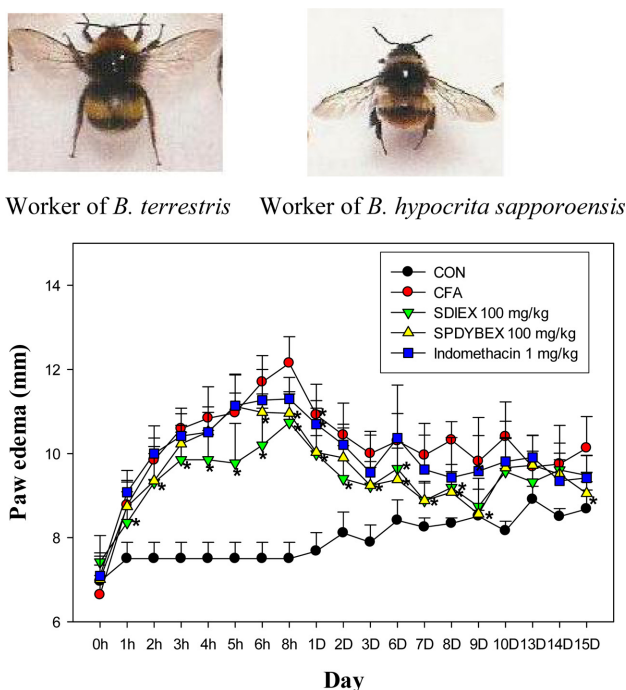 Worker of B. terrestris Worker of B. hypocrita sapporoensis
CON
CFA
SDIEX 100 mg/kg
SPDYBEX 100 mg/kg
Indomethacin 1 mg/kg
Paw edema (mm)
14
12
10
8
6
0h 1h 2h 3h 4h 5h 6h 8h 1D 2D 3D 6D 7D 8D 9D 10D 13D 14D 15D
Day